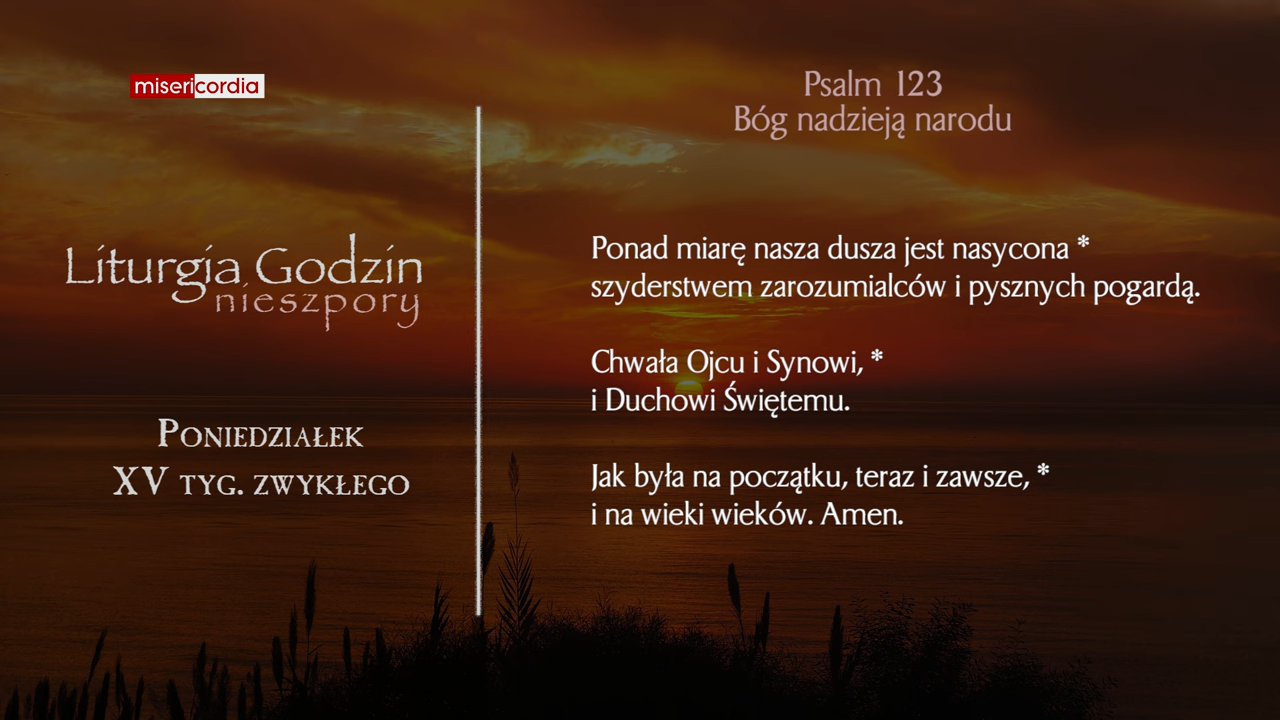 misericordia
Liturgia Godzin
nieszpory
Poniedziałek
XV tyg. zwykłego
Psalm 123
Bóg nadzieją narodu
Ponad miarę nasza dusza jest nasycona *
szyderstwem zarozumialców i pysznych pogardą.
Chwała Ojcu i Synowi, *
i Duchowi Świętemu.
Jak była na początku, teraz i zawsze, *
i na wieki wieków. Amen.